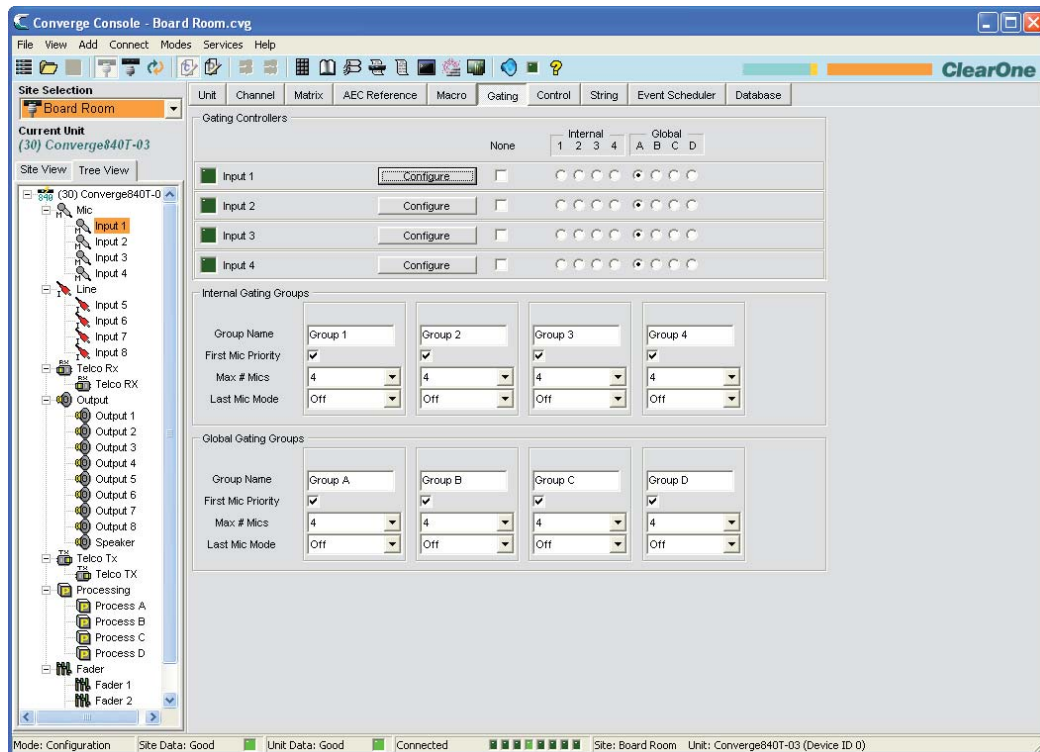 Converge Console - Board Room.cvg
File View Add Connect Modes Services Help
ClearOne
Site Selection
Board Room
Current Unit
(30) Converge840T-03
Site View Tree View
(30) Converge840T-0
Mic
Input 1
Input 2
Input 3
Input 4
Line
Input 5
Input 6
Input 7
Input 8
Telco Rx
Telco RX
Output
Output 1
Output 2
Output 3
Output 4
Output 5
Output 6
Output 7
Output 8
Speaker
Telco Tx
Telco TX
Processing
Process A
Process B
Process C
Process D
Fader
Fader 1
Fader 2
Unit Channel Matrix AEC Reference Macro Gating Control String Event Scheduler Database
Gating Controllers
Internal Global
None 1 2 3 4 A B C D
Input 1 Configure
Input 2 Configure
Input 3 Configure
Input 4 Configure
Internal Gating Groups
Group Name Group 1 Group 2 Group 3 Group 4
First Mic Priority
Max # Mics 4 4 4 4
Last Mic Mode Off Off Off Off
Global Gating Groups
Group Name Group A Group B Group C Group D
First Mic Priority
Max # Mics 4 4 4 4
Last Mic Mode Off Off Off Off
Mode: Configuration Site Data: Good Unit Data: Good Connected Site: Board Room Unit: Converge840T-03 (Device ID 0)